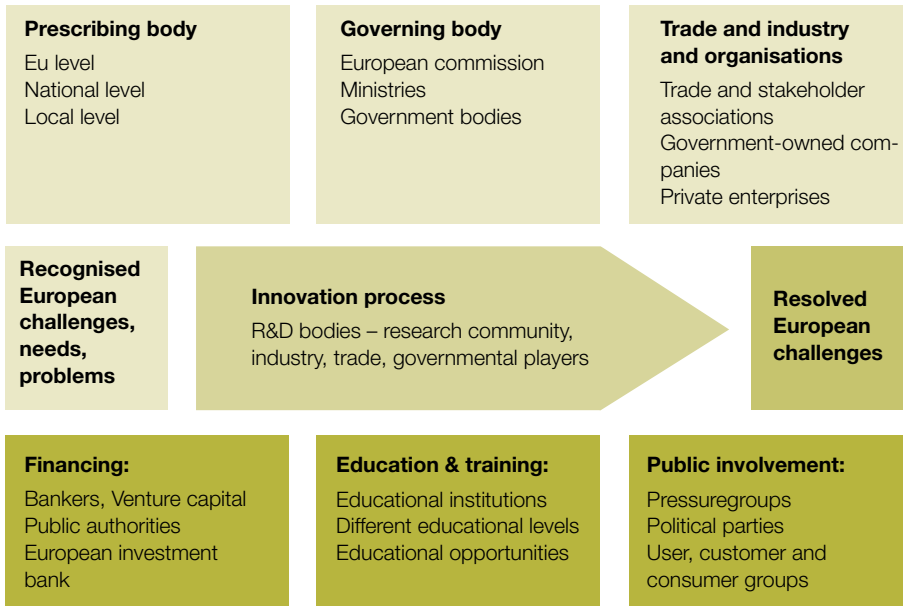 Prescribing body
Eu level
National level
Local level
Governing body
European commission
Ministries
Government bodies
Trade and industry
and organisations
Trade and stakeholder
associations
Government-owned com-
panies
Private enterprises
Recognised
European
challenges,
needs,
problems
Innovation process
R&D bodies – research community,
industry, trade, governmental players
Resolved
European
challenges
Financing:
Bankers, Venture capital
Public authorities
European investment
bank
Education & training:
Educational institutions
Different educational levels
Educational opportunities
Public involvement:
Pressuregroups
Political parties
User, customer and
consumer groups